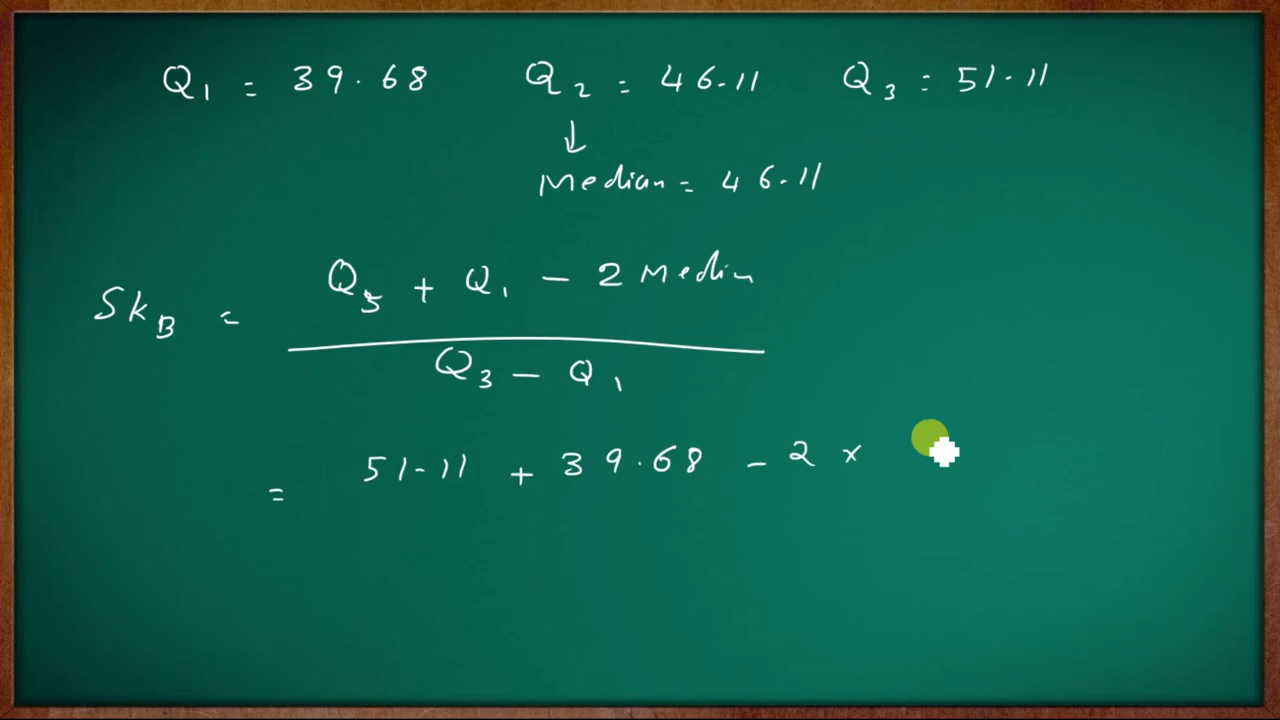 Q1 = 39.68 Q2 = 46.11 Q3 = 51.11
↓
Median = 46.11
SkB = Q3 + Q1 - 2 Median
Q3 - Q1
= 51.11 + 39.68 - 2 ×